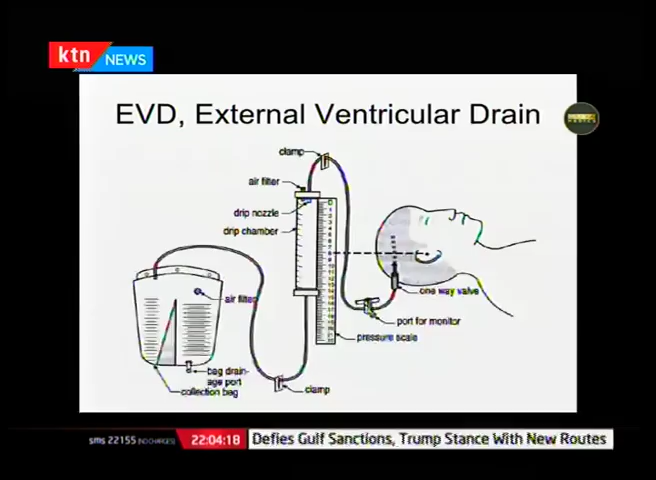 ktn
NEWS
EVD, External Ventricular Drain
clamp
air filter
drip nozzle
drip chamber
one way valve
air filter
port for monitor
pressure scale
bag drain-
age port
clamp
collection bag
sms 22155
22:04:18
Defies Gulf Sanctions, Trump Stance With New Routes